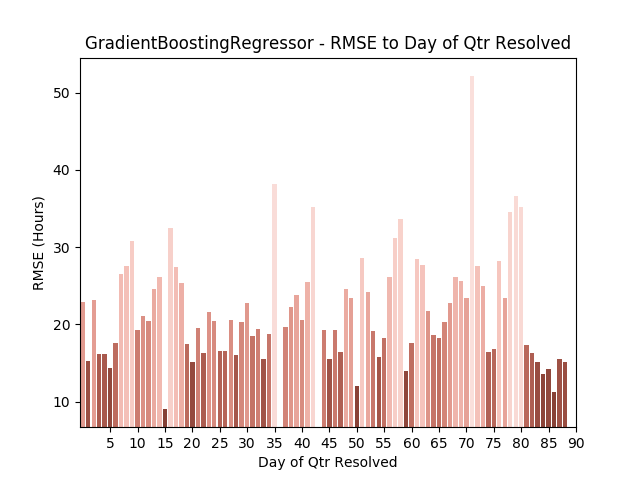 GradientBoostingRegressor - RMSE to Day of Qtr Resolved
50
40
30
20
10
RMSE (Hours)
5 10 15 20 25 30 35 40 45 50 55 60 65 70 75 80 85 90
Day of Qtr Resolved